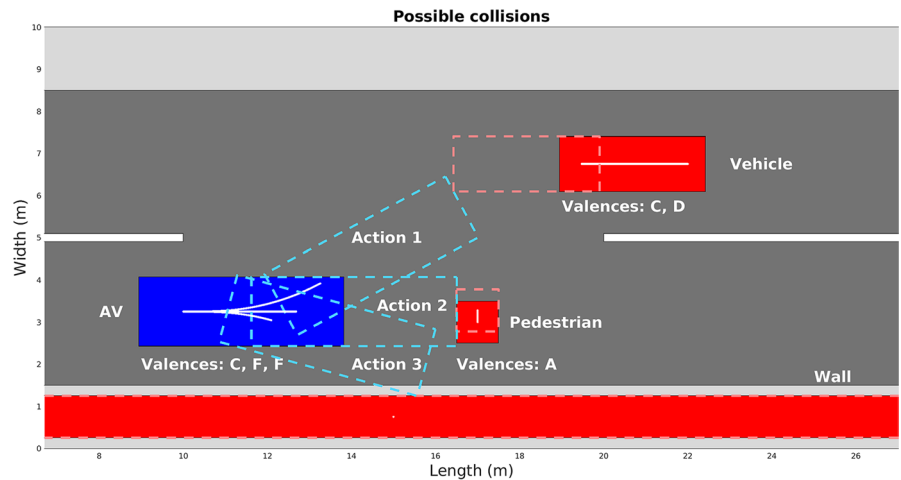 Possible collisions
10
9
8
7
6
5
4
3
2
1
0
Width (m)
Vehicle
Valences: C, D
Action 1
AV
Action 2
Pedestrian
Valences: C, F, F
Action 3
Valences: A
Wall
8 10 12 14 16 18 20 22 24 26
Length (m)